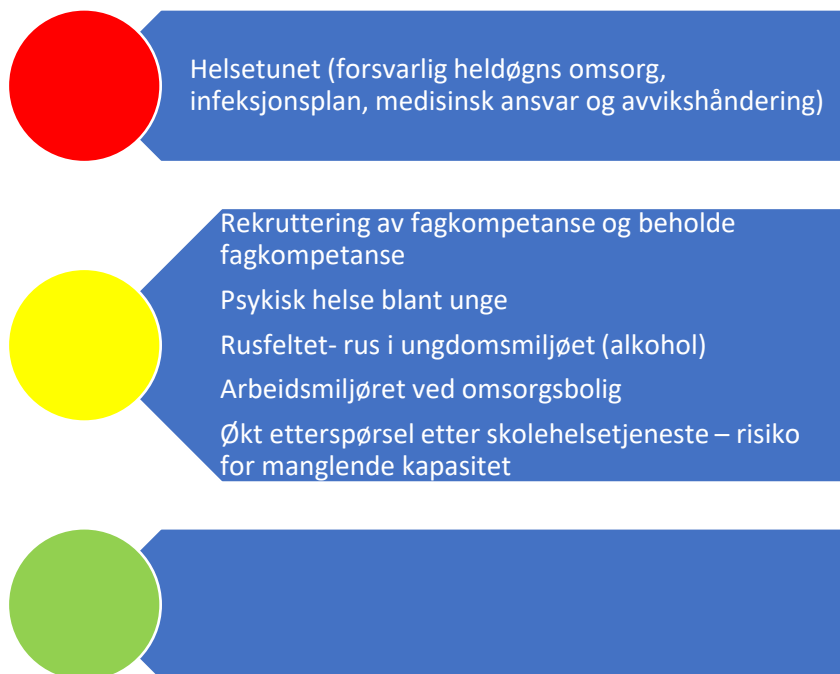 Helsetunet (forsvarlig heldøgns omsorg,
infeksjonsplan, medisinsk ansvar og avvikshåndering)
Rekruttering av fagkompetanse og beholde
fagkompetanse
Psykisk helse blant unge
Rusfeltet- rus i ungdomsmiljøet (alkohol)
Arbeidsmiljøret ved omsorgsbolig
Økt etterspørsel etter skolehelsetjeneste – risiko
for manglende kapasitet